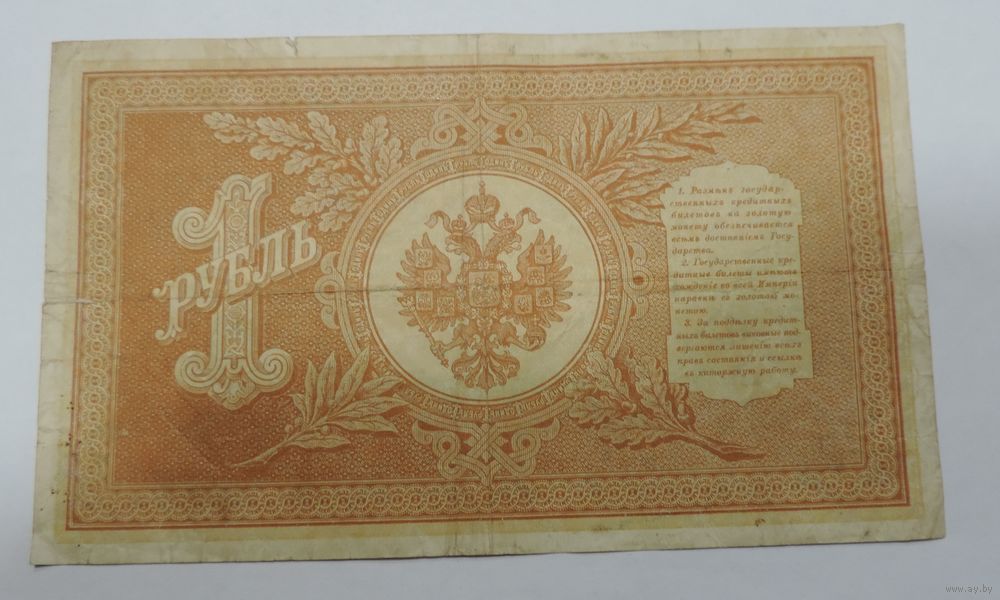 1
РУБЛЬ
1. Размѣнъ государ-
ственныхъ кредитныхъ
билетовъ на золотую
монету обезпечивается
всѣмъ достояніемъ Госу-
дарства.
2. Государственные кре-
дитные билеты имѣютъ
хожденіе во всей Имперіи
наравнѣ съ золотой мо-
нетою.
3. За поддѣлку кредит-
ныхъ билетовъ виновные под-
вергаются лишенію всѣхъ
правъ состоянія и ссылкѣ
въ каторжную работу.
www.ay.by